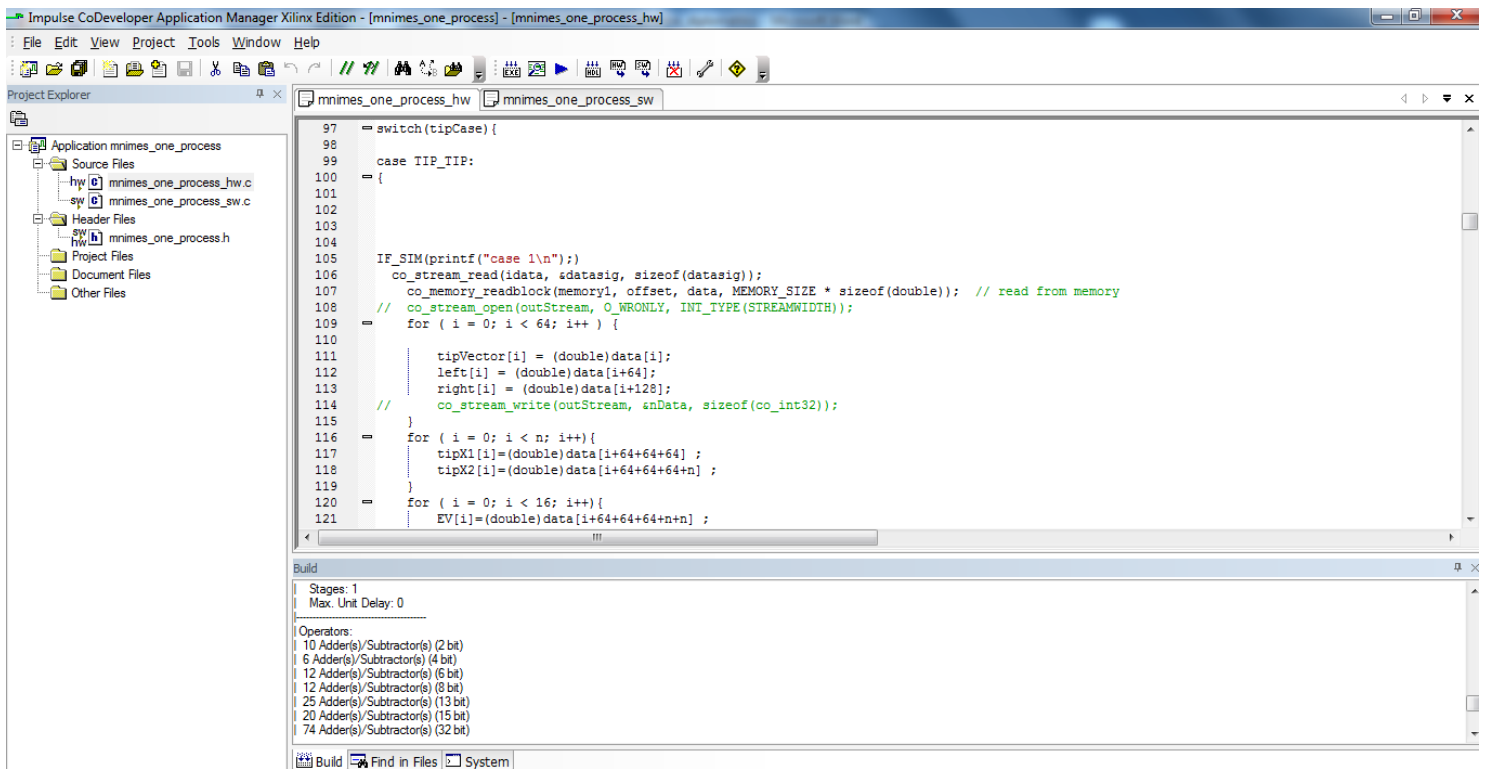 Impulse CoDeveloper Application Manager Xilinx Edition - [mnimes_one_process] - [mnimes_one_process_hw]
File Edit View Project Tools Window Help
Project Explorer
Application mnimes_one_process
Source Files
hw mnimes_one_process_hw.c
sw mnimes_one_process_sw.c
Header Files
sw hw h mnimes_one_process.h
Project Files
Document Files
Other Files
mnimes_one_process_hw mnimes_one_process_sw
97 switch(tipCase){
98
99 case TIP_TIP:
100 {
101
102
103
104
105 IF_SIM(printf("case 1\n");)
106 co_stream_read(idata, &datasig, sizeof(datasig));
107 co_memory_readblock(memory1, offset, data, MEMORY_SIZE * sizeof(double)); // read from memory
108 // co_stream_open(outStream, O_WRONLY, INT_TYPE(STREAMWIDTH));
109 for ( i = 0; i < 64; i++ ) {
110
111 tipVector[i] = (double)data[i];
112 left[i] = (double)data[i+64];
113 right[i] = (double)data[i+128];
114 // co_stream_write(outStream, &nData, sizeof(co_int32));
115 }
116 for ( i = 0; i < n; i++){
117 tipX1[i]=(double)data[i+64+64+64] ;
118 tipX2[i]=(double)data[i+64+64+64+n] ;
119 }
120 for ( i = 0; i < 16; i++){
121 EV[i]=(double)data[i+64+64+64+n+n] ;
Build
Stages: 1
Max. Unit Delay: 0
Operators:
10 Adder(s)/Subtractor(s) (2 bit)
6 Adder(s)/Subtractor(s) (4 bit)
12 Adder(s)/Subtractor(s) (6 bit)
12 Adder(s)/Subtractor(s) (8 bit)
25 Adder(s)/Subtractor(s) (13 bit)
20 Adder(s)/Subtractor(s) (15 bit)
74 Adder(s)/Subtractor(s) (32 bit)
Build Find in Files System